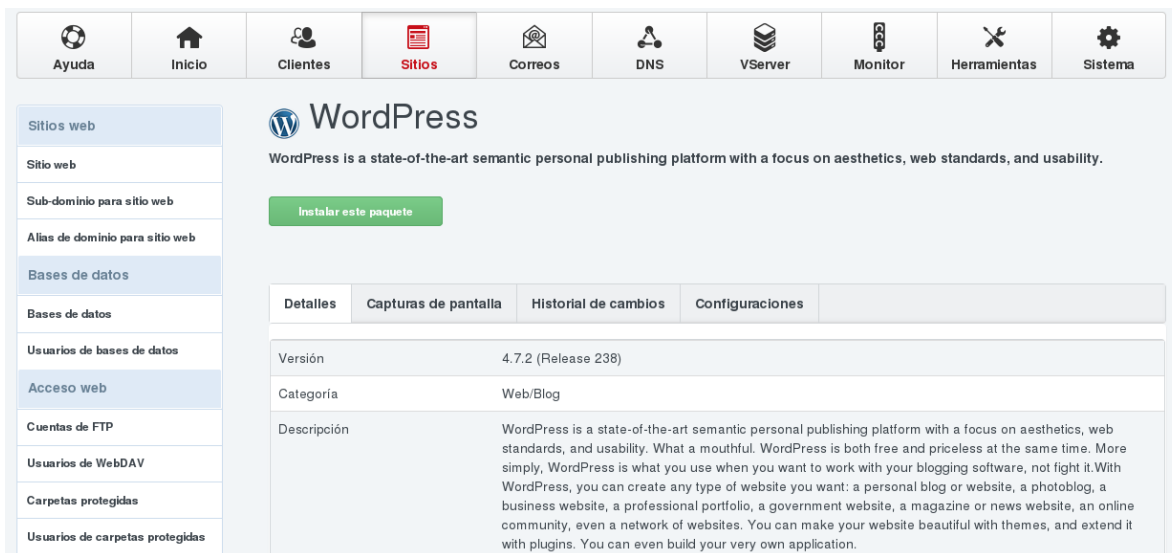 Ayuda Inicio Clientes Sitios Correos DNS VServer Monitor Herramientas Sistema
Sitios web
Sitio web
Sub-dominio para sitio web
Alias de dominio para sitio web
Bases de datos
Bases de datos
Usuarios de bases de datos
Acceso web
Cuentas de FTP
Usuarios de WebDAV
Carpetas protegidas
Usuarios de carpetas protegidas
WordPress
WordPress is a state-of-the-art semantic personal publishing platform with a focus on aesthetics, web standards, and usability.
Instalar este paquete
Detalles Capturas de pantalla Historial de cambios Configuraciones
Versión 4.7.2 (Release 238)
Categoría Web/Blog
Descripción WordPress is a state-of-the-art semantic personal publishing platform with a focus on aesthetics, web
standards, and usability. What a mouthful. WordPress is both free and priceless at the same time. More
simply, WordPress is what you use when you want to work with your blogging software, not fight it.With
WordPress, you can create any type of website you want: a personal blog or website, a photoblog, a
business website, a professional portfolio, a government website, a magazine or news website, an online
community, even a network of websites. You can make your website beautiful with themes, and extend it
with plugins. You can even build your very own application.